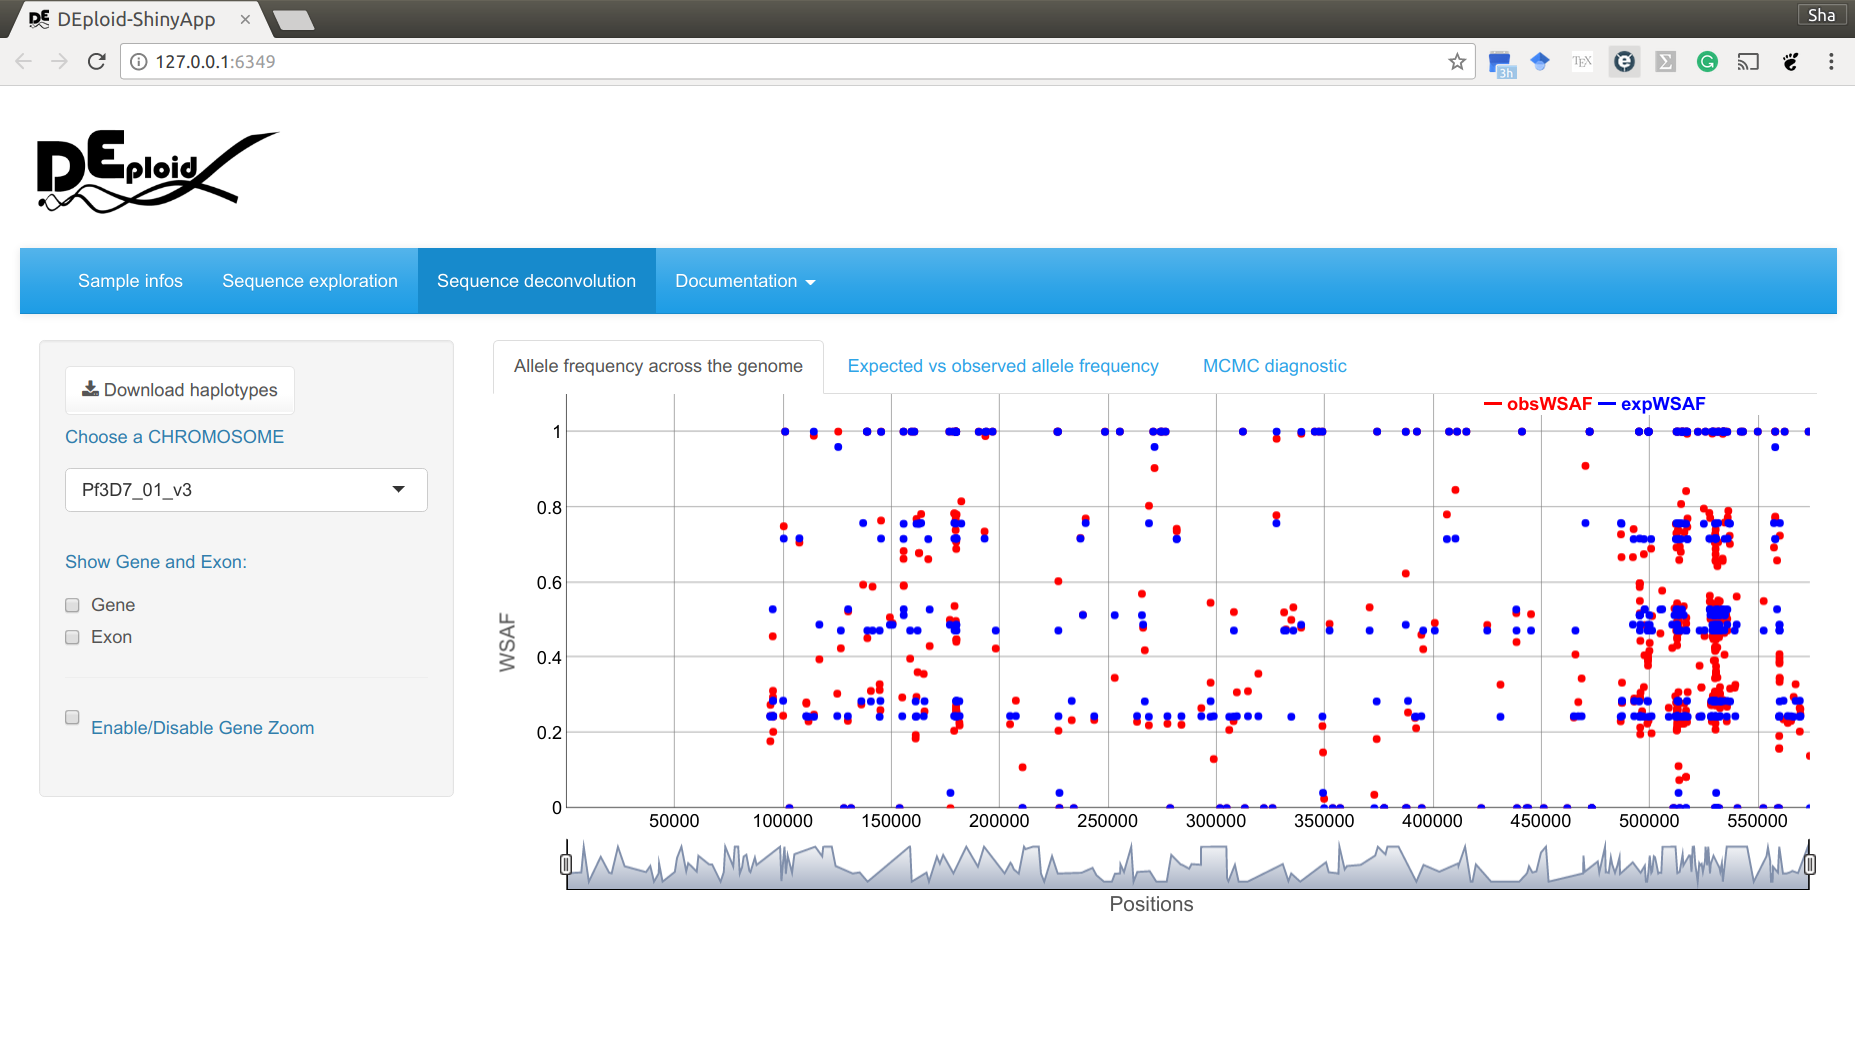 DEploid-ShinyApp
Sha
127.0.0.1:6349
3h
TEX
DEploid
Sample infos
Sequence exploration
Sequence deconvolution
Documentation
Download haplotypes
Choose a CHROMOSOME
Pf3D7_01_v3
Show Gene and Exon:
Gene
Exon
Enable/Disable Gene Zoom
Allele frequency across the genome
Expected vs observed allele frequency
MCMC diagnostic
obsWSAF expWSAF
1
0.8
0.6
0.4
0.2
0
WSAF
50000 100000 150000 200000 250000 300000 350000 400000 450000 500000 550000
Positions